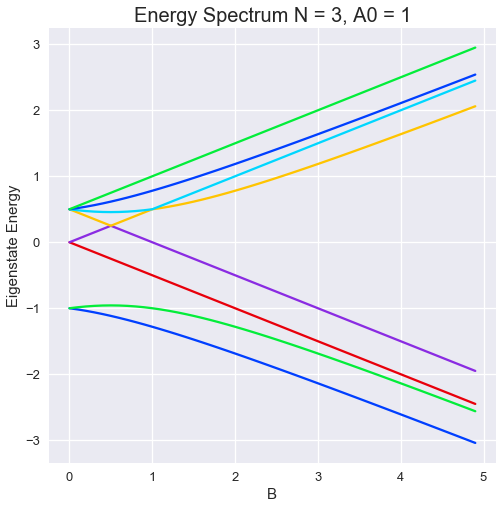 Energy Spectrum N = 3, A0 = 1
3
2
1
0
−1
−2
−3
Eigenstate Energy
0 1 2 3 4 5
B